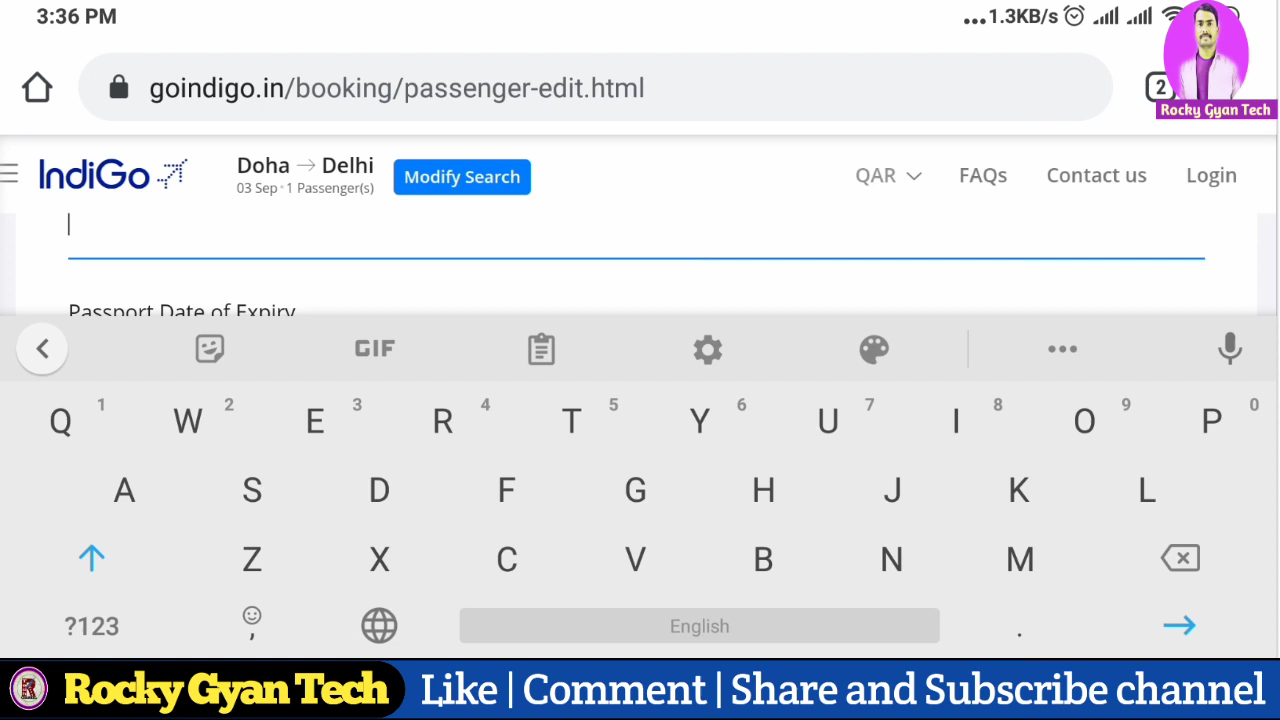 3:36 PM
...1.3KB/s
goindigo.in/booking/passenger-edit.html
2
Rocky Gyan Tech
IndiGo
Doha → Delhi
03 Sep • 1 Passenger(s)
Modify Search
QAR
FAQs
Contact us
Login
Passport Date of Expiry
GIF
Q 1 W 2 E 3 R 4 T 5 Y 6 U 7 I 8 O 9 P 0
A S D F G H J K L
Z X C V B N M
?123 , English .
R
Rocky Gyan Tech
Like | Comment | Share and Subscribe channel